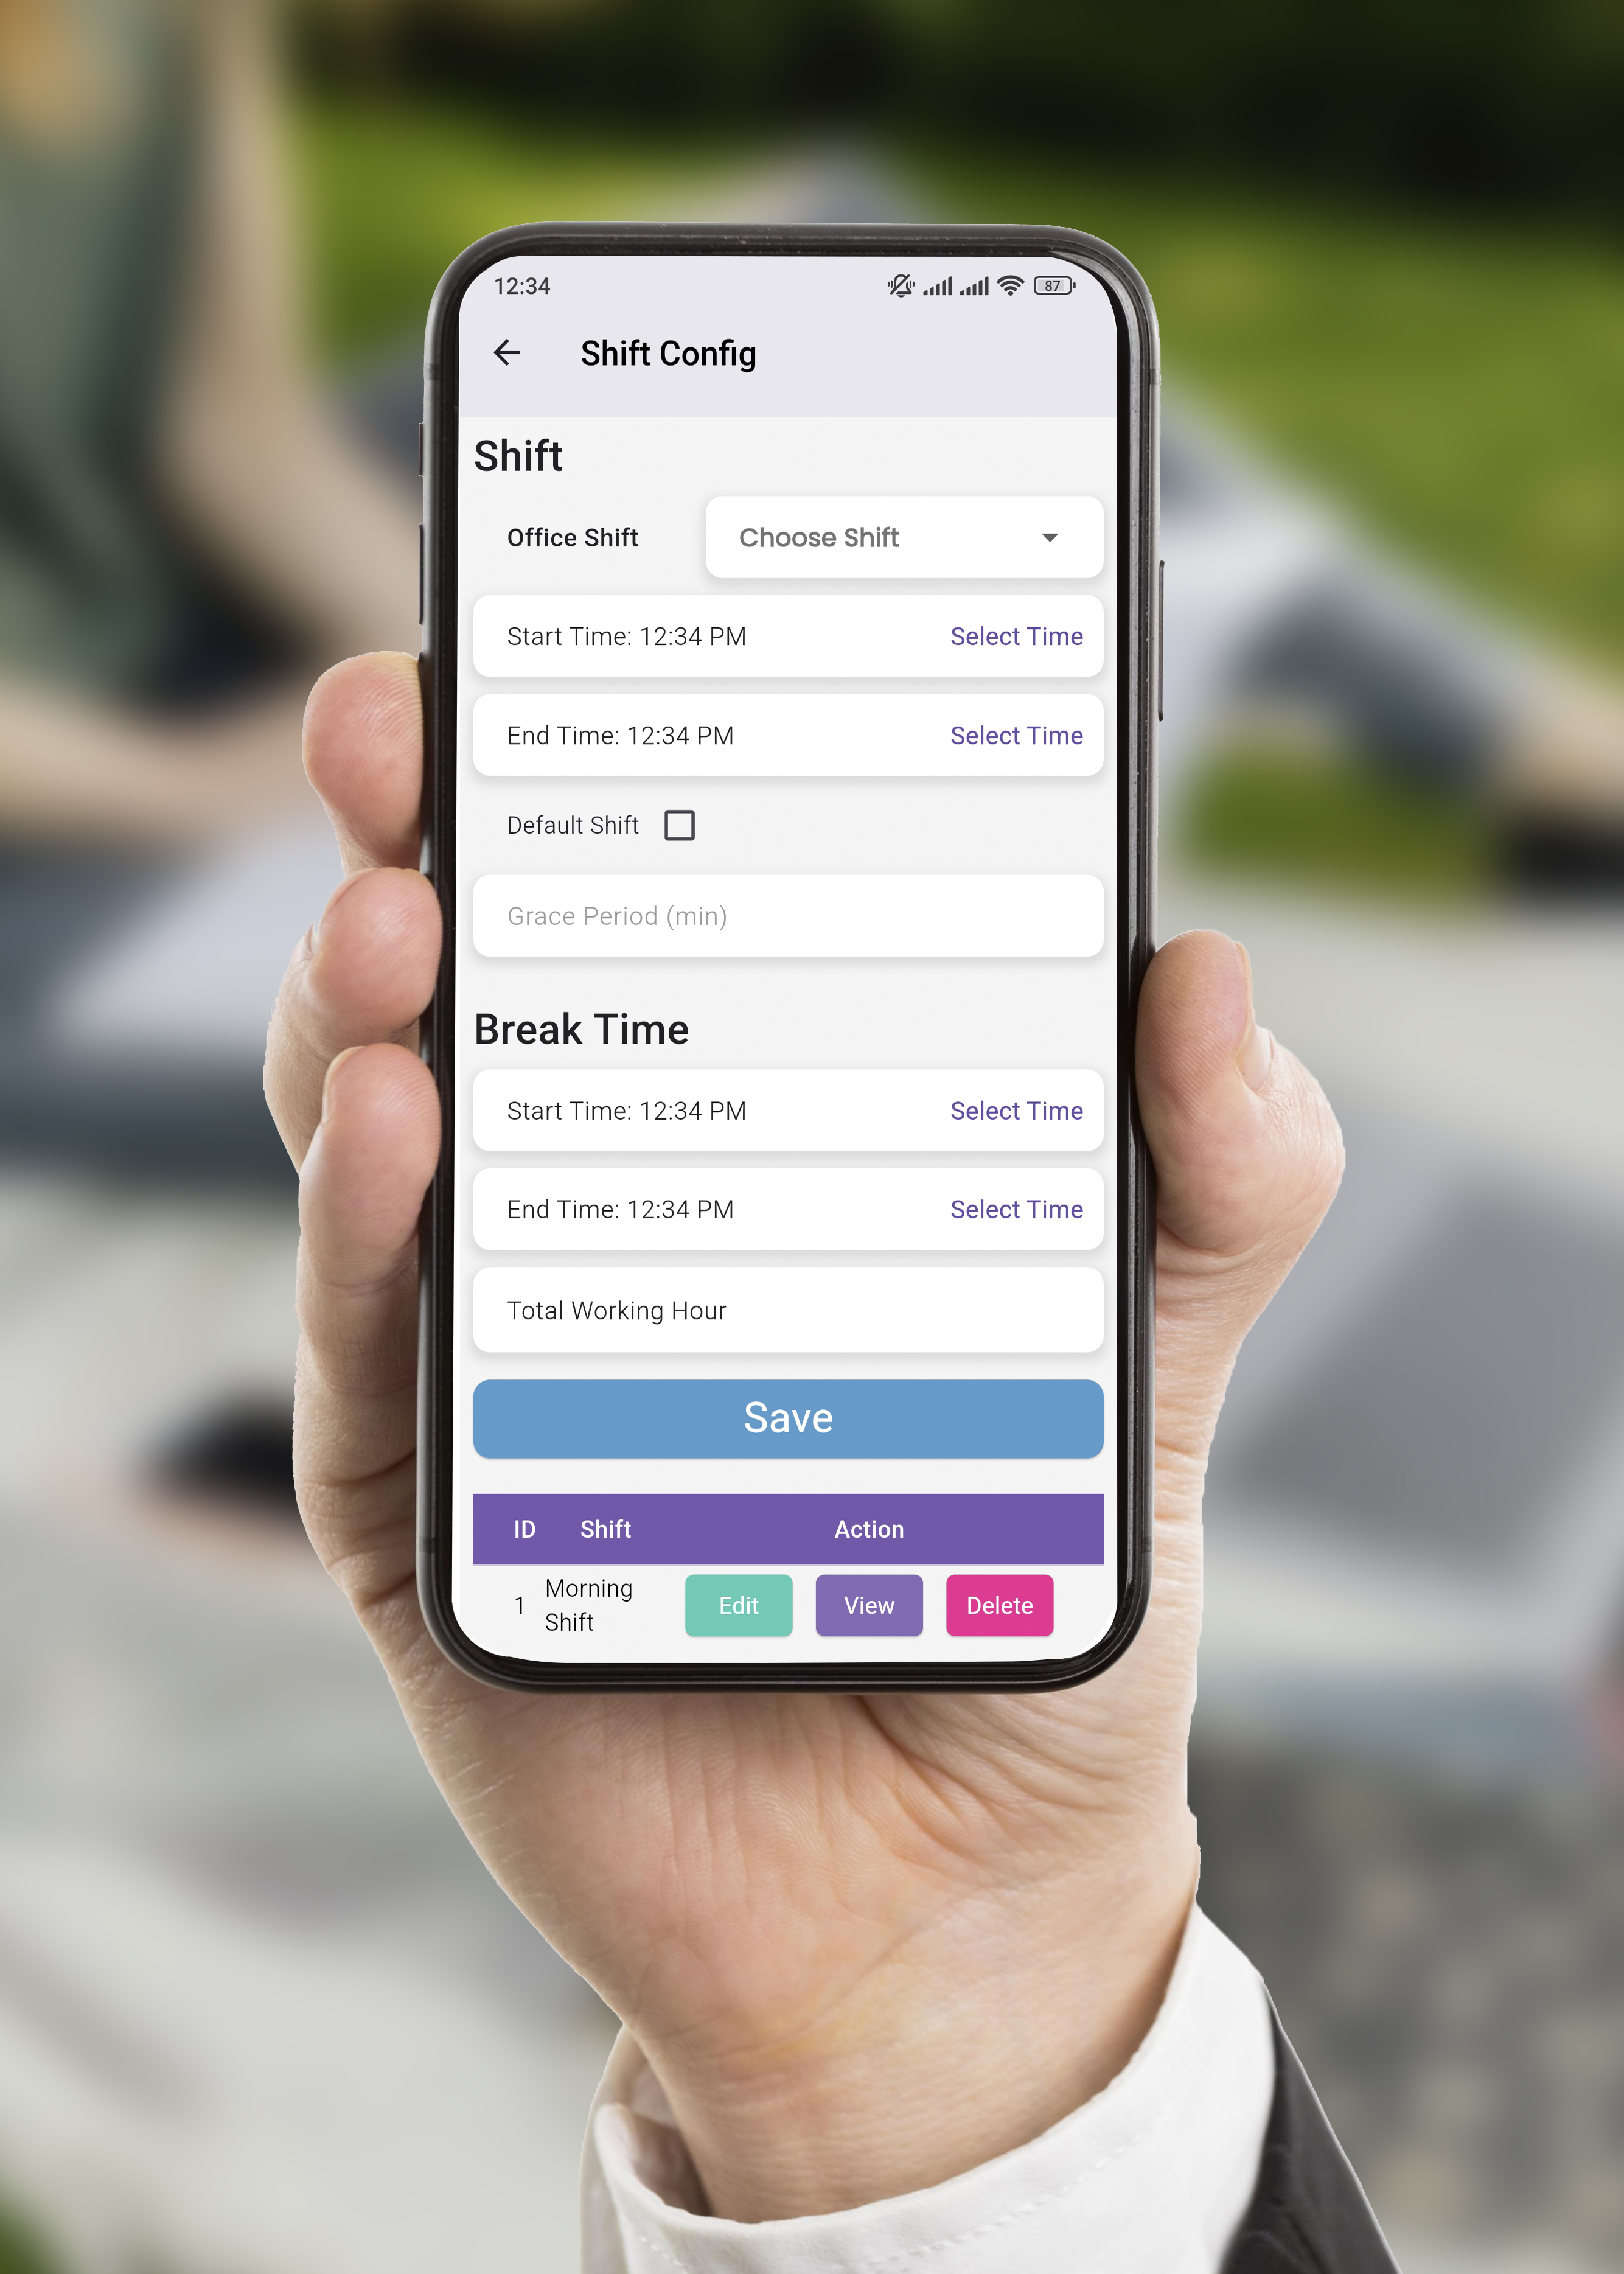 12:34
87
Shift Config
Shift
Office Shift
Choose Shift
Start Time: 12:34 PM
Select Time
End Time: 12:34 PM
Select Time
Default Shift
Grace Period (min)
Break Time
Start Time: 12:34 PM
Select Time
End Time: 12:34 PM
Select Time
Total Working Hour
Save
ID Shift Action
1
Morning
Shift
Edit
View
Delete